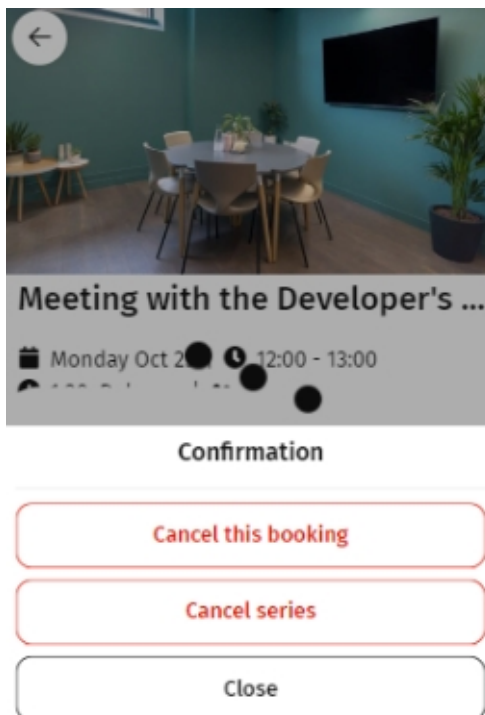 Meeting with the Developer's ...
Monday Oct 12:00 - 13:00
Confirmation
Cancel this booking
Cancel series
Close